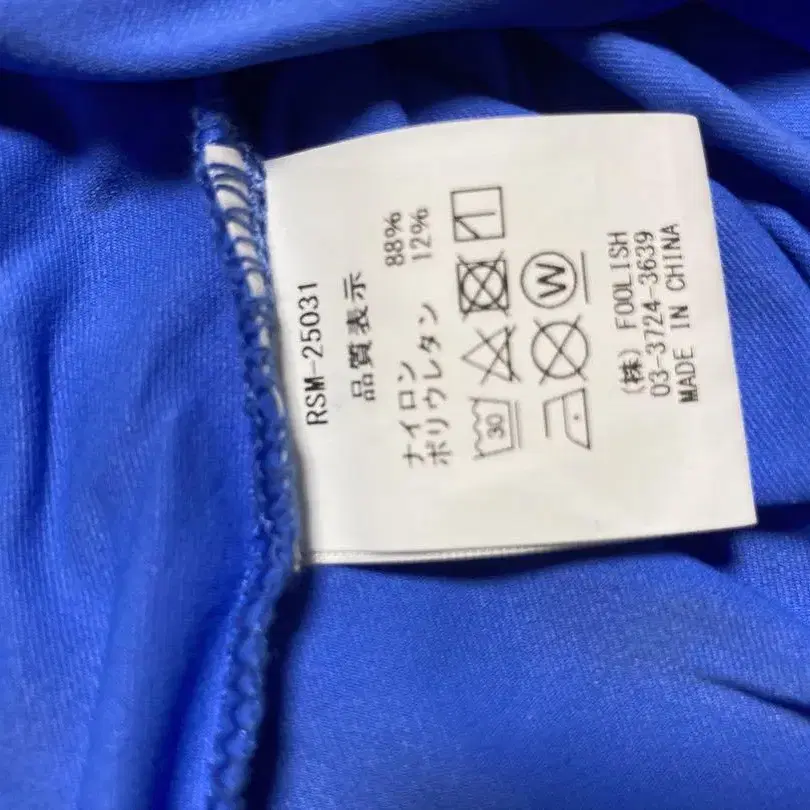 RSM-25031
品質表示
ナイロン 88%
ポリウレタン 12%
30
W
(株) FOOLISH
03-3724-3639
MADE IN CHINA